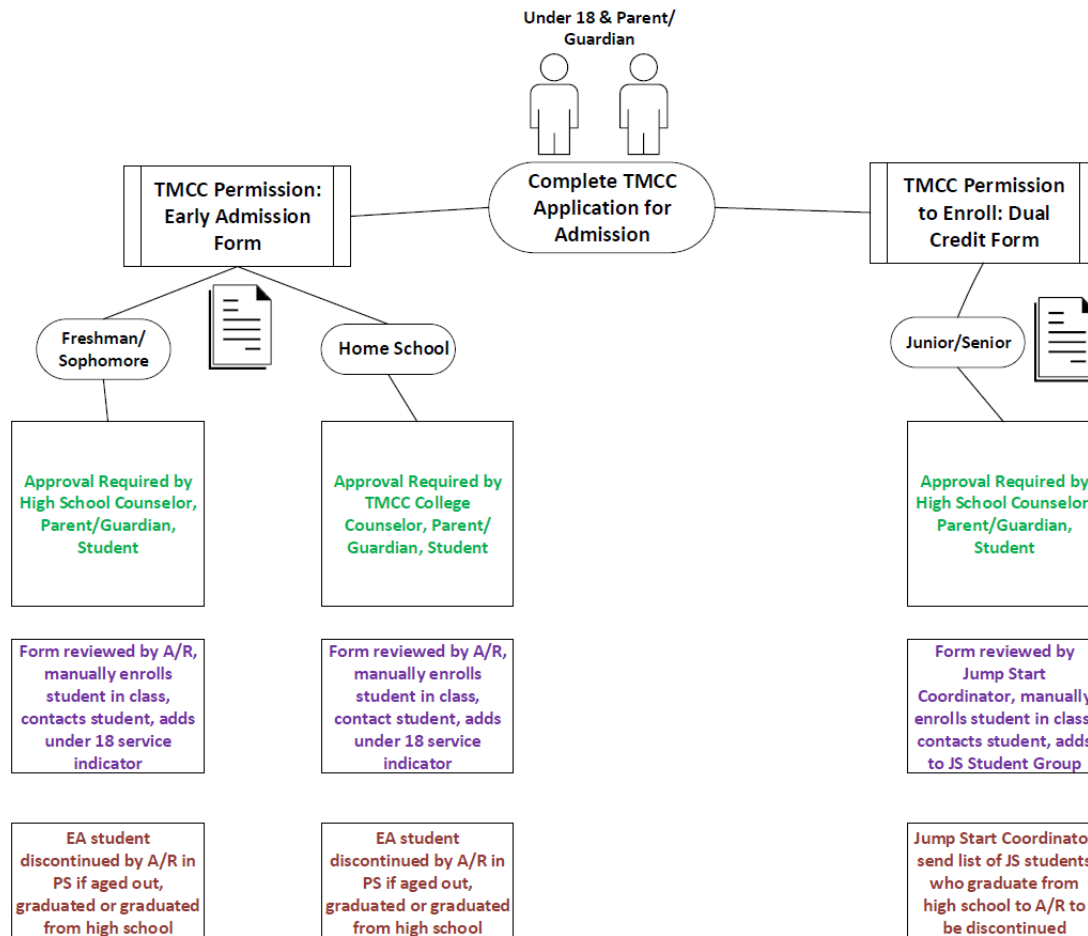 Under 18 & Parent/
Guardian
Complete TMCC
Application for
Admission
TMCC Permission:
Early Admission
Form
TMCC Permission
to Enroll: Dual
Credit Form
Freshman/
Sophomore
Home School
Junior/Senior
Approval Required by
High School Counselor,
Parent/Guardian,
Student
Approval Required by
TMCC College
Counselor, Parent/
Guardian, Student
Approval Required by
High School Counselor
Parent/Guardian,
Student
Form reviewed by A/R,
manually enrolls
student in class,
contacts student, adds
under 18 service
indicator
Form reviewed by A/R,
manually enrolls
student in class,
contact student, adds
under 18 service
indicator
Form reviewed by
Jump Start
Coordinator, manually
enrolls student in class
contacts student, adds
to JS Student Group
EA student
discontinued by A/R in
PS if aged out,
graduated or graduated
from high school
EA student
discontinued by A/R in
PS if aged out,
graduated or graduated
from high school
Jump Start Coordinator
send list of JS students
who graduate from
high school to A/R to
be discontinued